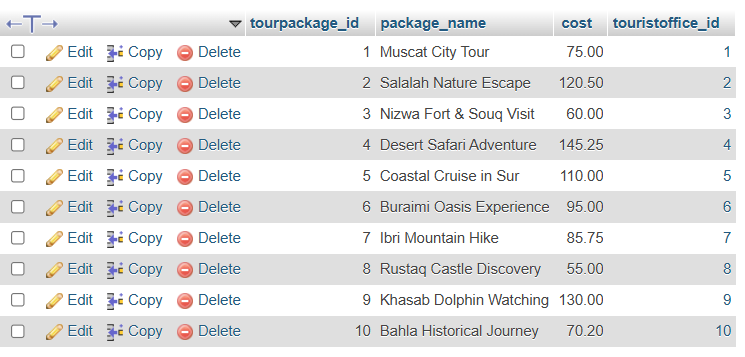 tourpackage_id package_name cost touristoffice_id
Edit Copy Delete 1 Muscat City Tour 75.00 1
Edit Copy Delete 2 Salalah Nature Escape 120.50 2
Edit Copy Delete 3 Nizwa Fort & Souq Visit 60.00 3
Edit Copy Delete 4 Desert Safari Adventure 145.25 4
Edit Copy Delete 5 Coastal Cruise in Sur 110.00 5
Edit Copy Delete 6 Buraimi Oasis Experience 95.00 6
Edit Copy Delete 7 Ibri Mountain Hike 85.75 7
Edit Copy Delete 8 Rustaq Castle Discovery 55.00 8
Edit Copy Delete 9 Khasab Dolphin Watching 130.00 9
Edit Copy Delete 10 Bahla Historical Journey 70.20 10